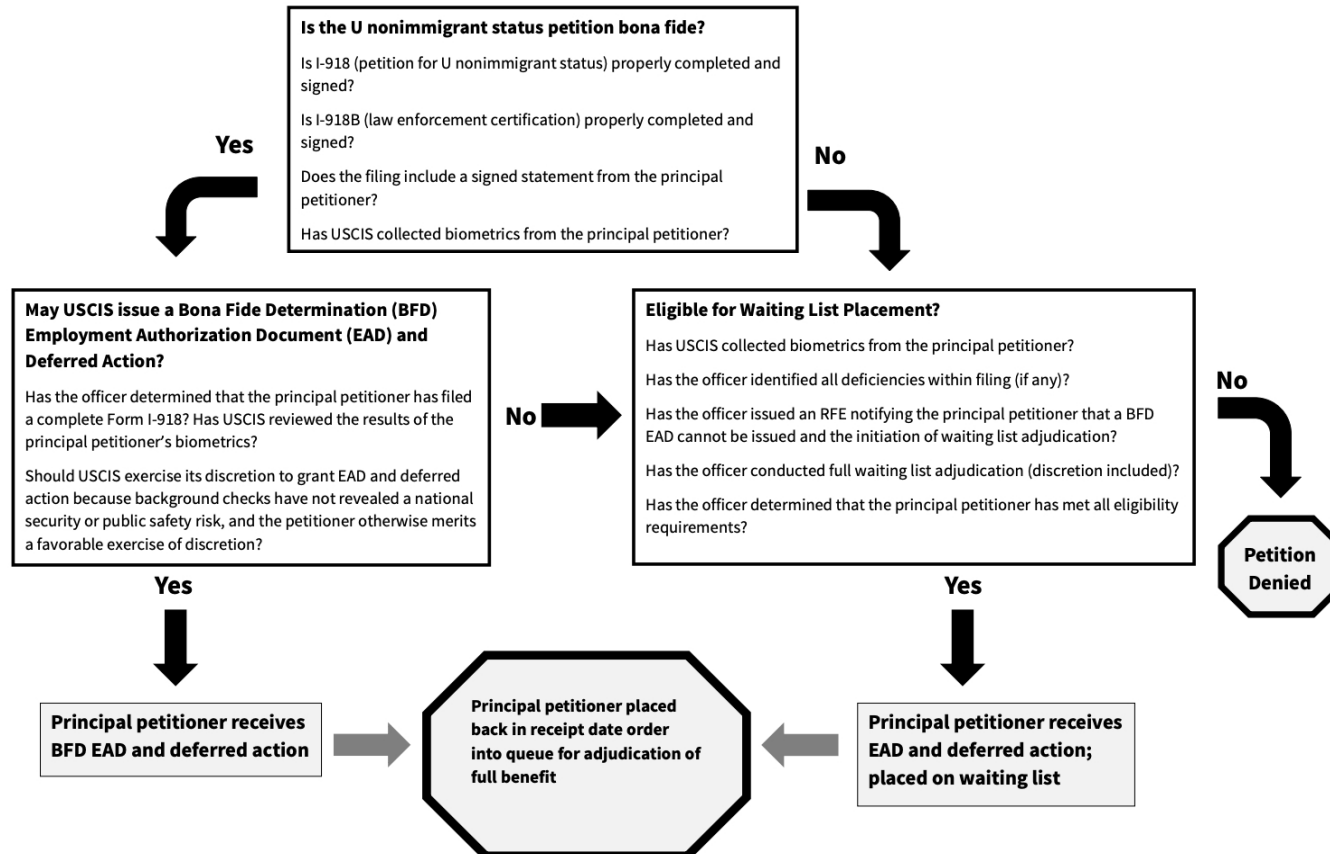 Is the U nonimmigrant status petition bona fide?
Is I-918 (petition for U nonimmigrant status) properly completed and
signed?
Is I-918B (law enforcement certification) properly completed and
signed?
Does the filing include a signed statement from the principal
petitioner?
Has USCIS collected biometrics from the principal petitioner?
Yes
No
May USCIS issue a Bona Fide Determination (BFD)
Employment Authorization Document (EAD) and
Deferred Action?
Has the officer determined that the principal petitioner has filed
a complete Form I-918? Has USCIS reviewed the results of the
principal petitioner's biometrics?
Should USCIS exercise its discretion to grant EAD and deferred
action because background checks have not revealed a national
security or public safety risk, and the petitioner otherwise merits
a favorable exercise of discretion?
No
Eligible for Waiting List Placement?
Has USCIS collected biometrics from the principal petitioner?
Has the officer identified all deficiencies within filing (if any)?
Has the officer issued an RFE notifying the principal petitioner that a BFD
EAD cannot be issued and the initiation of waiting list adjudication?
Has the officer conducted full waiting list adjudication (discretion included)?
Has the officer determined that the principal petitioner has met all eligibility
requirements?
No
Petition
Denied
Yes
Yes
Principal petitioner receives
BFD EAD and deferred action
Principal petitioner placed
back in receipt date order
into queue for adjudication of
full benefit
Principal petitioner receives
EAD and deferred action;
placed on waiting list